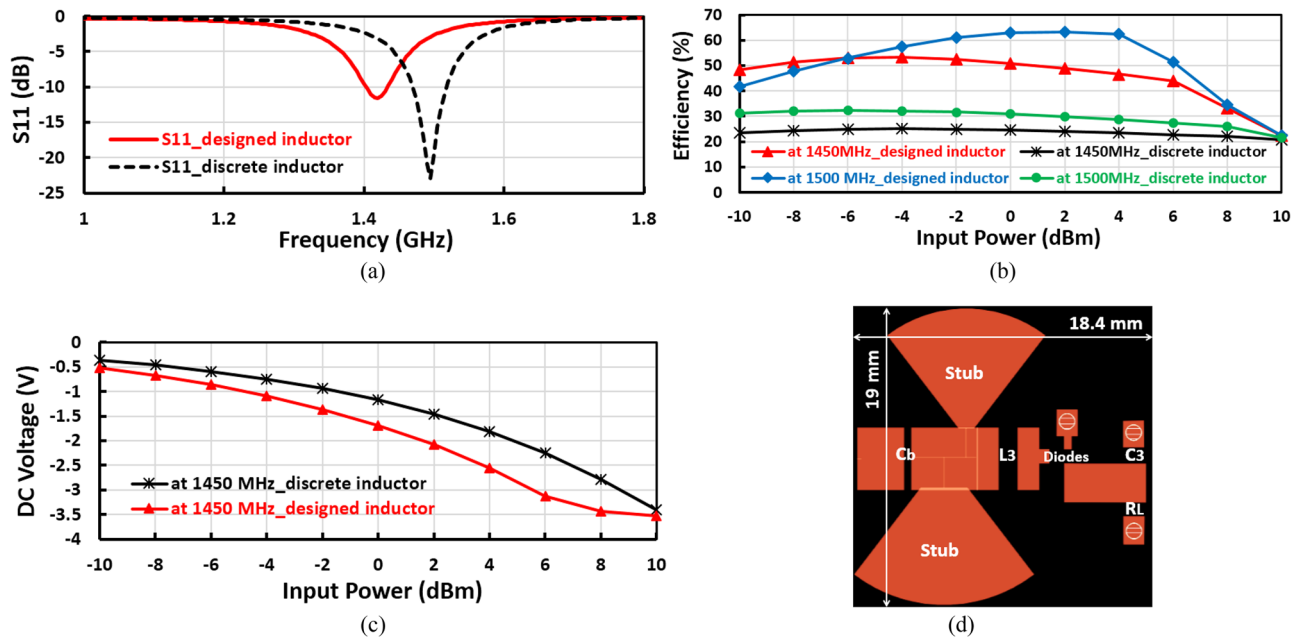 0
-5
-10
-15
-20
-25
S11 (dB)
S11_designed inductor
S11_discrete inductor
1 1.2 1.4 1.6 1.8
Frequency (GHz)
(a)
70
60
50
40
30
20
10
0
Efficiency (%)
at 1450MHz_designed inductor at 1450MHz_discrete inductor
at 1500 MHz_designed inductor at 1500MHz_discrete inductor
-10 -8 -6 -4 -2 0 2 4 6 8 10
Input Power (dBm)
(b)
0
-0.5
-1
-1.5
-2
-2.5
-3
-3.5
-4
DC Voltage (V)
at 1450 MHz_discrete inductor
at 1450 MHz_designed inductor
-10 -8 -6 -4 -2 0 2 4 6 8 10
Input Power (dBm)
(c)
18.4 mm
19 mm
Stub
Cb L3 Diodes C3
RL
Stub
(d)